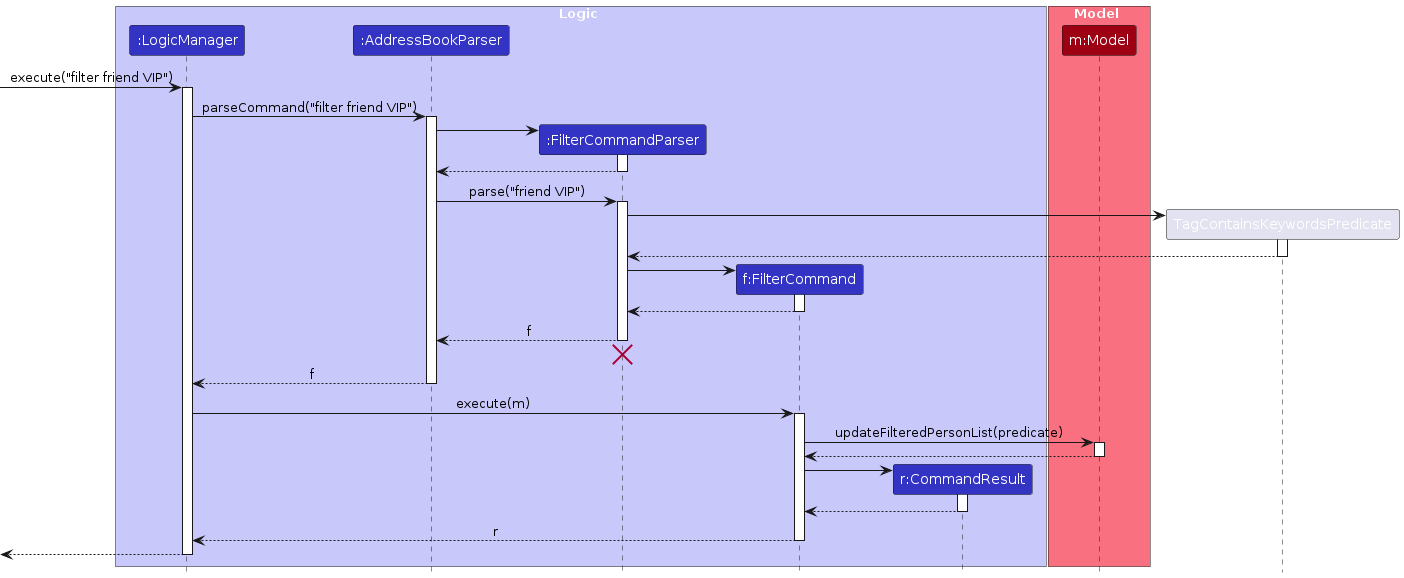 Logic
Model
:LogicManager
:AddressBookParser
m:Model
execute("filter friend VIP")
parseCommand("filter friend VIP")
:FilterCommandParser
parse("friend VIP")
TagContainsKeywordsPredicate
f:FilterCommand
f
f
execute(m)
updateFilteredPersonList(predicate)
r:CommandResult
r